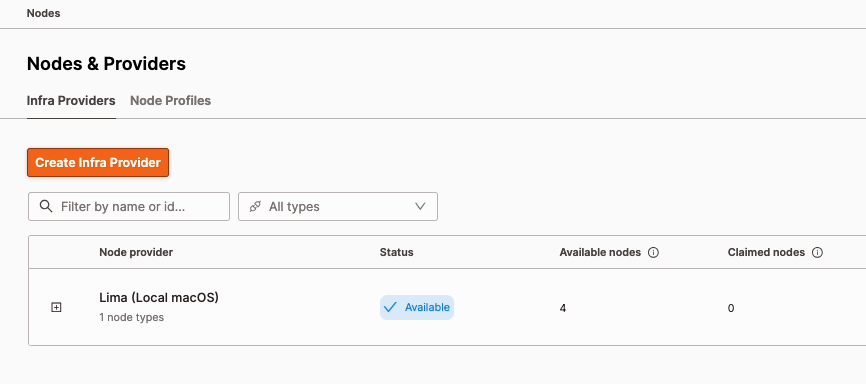 Nodes
Nodes & Providers
Infra Providers Node Profiles
Create Infra Provider
Filter by name or id... All types
Node provider Status Available nodes Claimed nodes
Lima (Local macOS) Available 4 0
1 node types